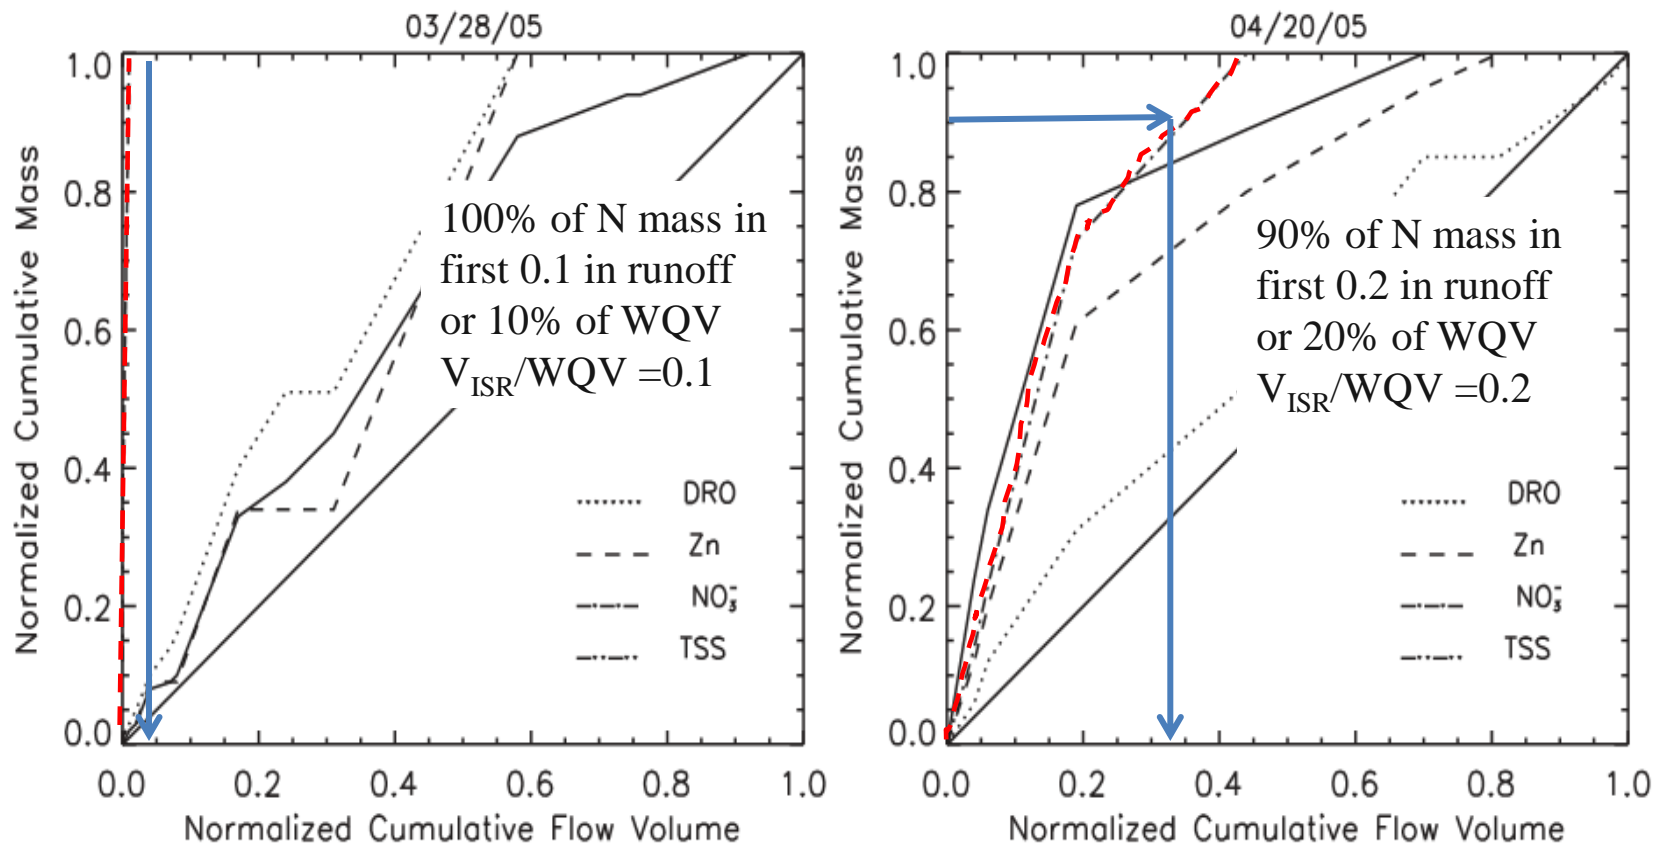 03/28/05
1.0
0.8
0.6
0.4
0.2
0.0
Normalized Cumulative Mass
100% of N mass in
first 0.1 in runoff
or 10% of WQV
V_ISR/WQV =0.1
DRO
Zn
NO₃⁻
TSS
0.0 0.2 0.4 0.6 0.8 1.0
Normalized Cumulative Flow Volume
04/20/05
1.0
0.8
0.6
0.4
0.2
0.0
Normalized Cumulative Mass
90% of N mass in
first 0.2 in runoff
or 20% of WQV
V_ISR/WQV =0.2
DRO
Zn
NO₃⁻
TSS
0.0 0.2 0.4 0.6 0.8 1.0
Normalized Cumulative Flow Volume